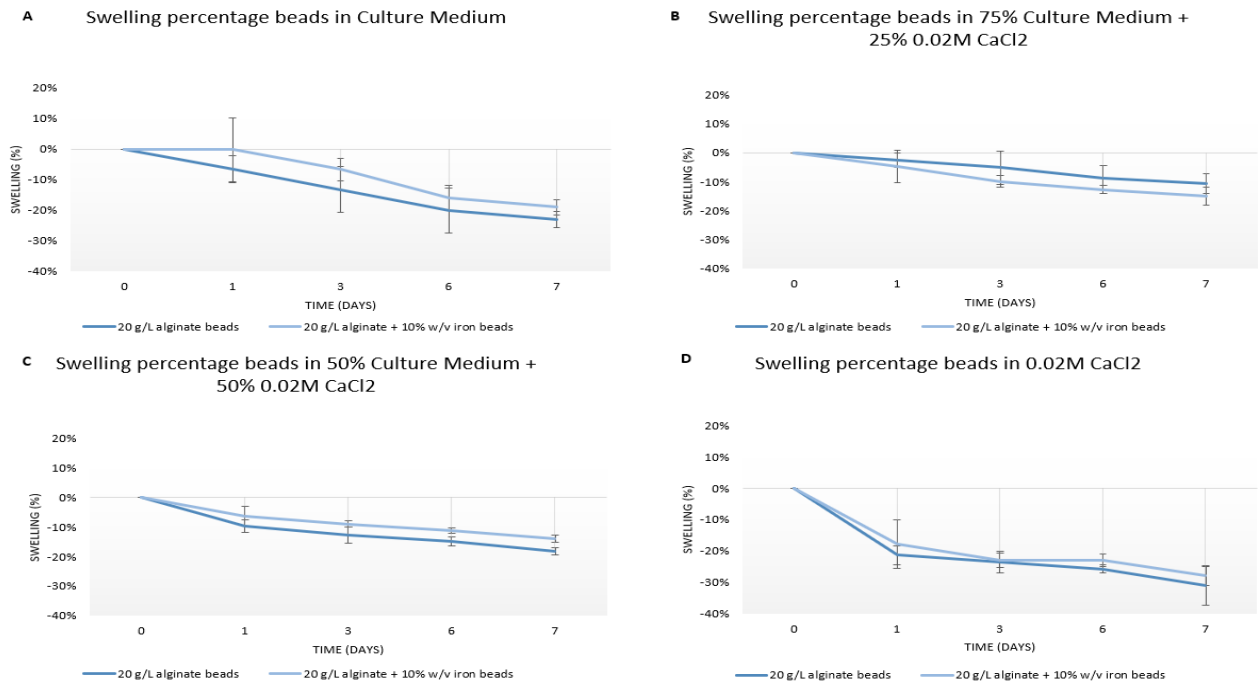 A Swelling percentage beads in Culture Medium
20%
10%
0%
-10%
-20%
-30%
-40%
SWELLING (%)
0 1 3 6 7
TIME (DAYS)
20 g/L alginate beads 20 g/L alginate + 10% w/v iron beads
B Swelling percentage beads in 75% Culture Medium +
25% 0.02M CaCl2
20%
10%
0%
-10%
-20%
-30%
-40%
SWELLING (%)
0 1 3 6 7
TIME (DAYS)
20 g/L alginate beads 20 g/L alginate + 10% w/v iron beads
C Swelling percentage beads in 50% Culture Medium +
50% 0.02M CaCl2
20%
10%
0%
-10%
-20%
-30%
-40%
SWELLING (%)
0 1 3 6 7
TIME (DAYS)
20 g/L alginate beads 20 g/L alginate + 10% w/v iron beads
D Swelling percentage beads in 0.02M CaCl2
20%
10%
0%
-10%
-20%
-30%
-40%
SWELLING (%)
0 1 3 6 7
TIME (DAYS)
20 g/L alginate beads 20 g/L alginate + 10% w/v iron beads